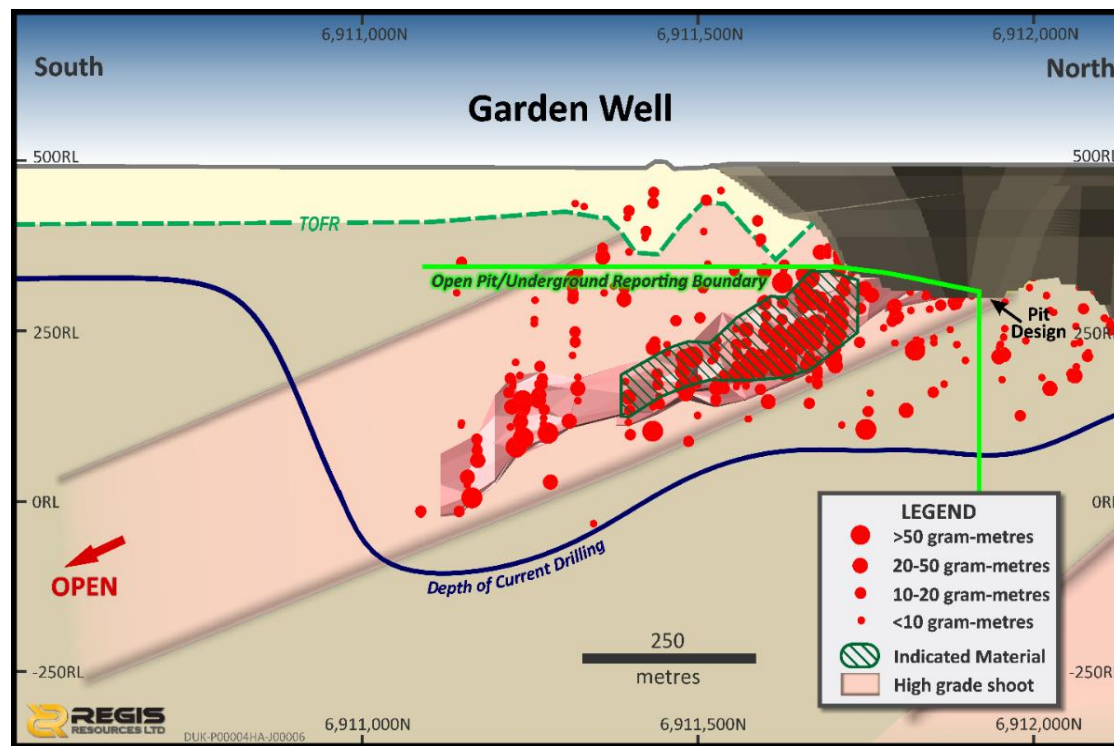 6,911,000N
6,911,500N
6,912,000N
South
North
Garden Well
500RL
500RL
TOFR
Open Pit/Underground Reporting Boundary
250RL
250RL
Pit
Design
0RL
0RL
LEGEND
>50 gram-metres
20-50 gram-metres
10-20 gram-metres
<10 gram-metres
Indicated Material
High grade shoot
OPEN
Depth of Current Drilling
250
metres
-250RL
-250RL
REGIS
RESOURCES LTD
DUK-P00004HA-J00006
6,911,000N
6,911,500N
6,912,000N